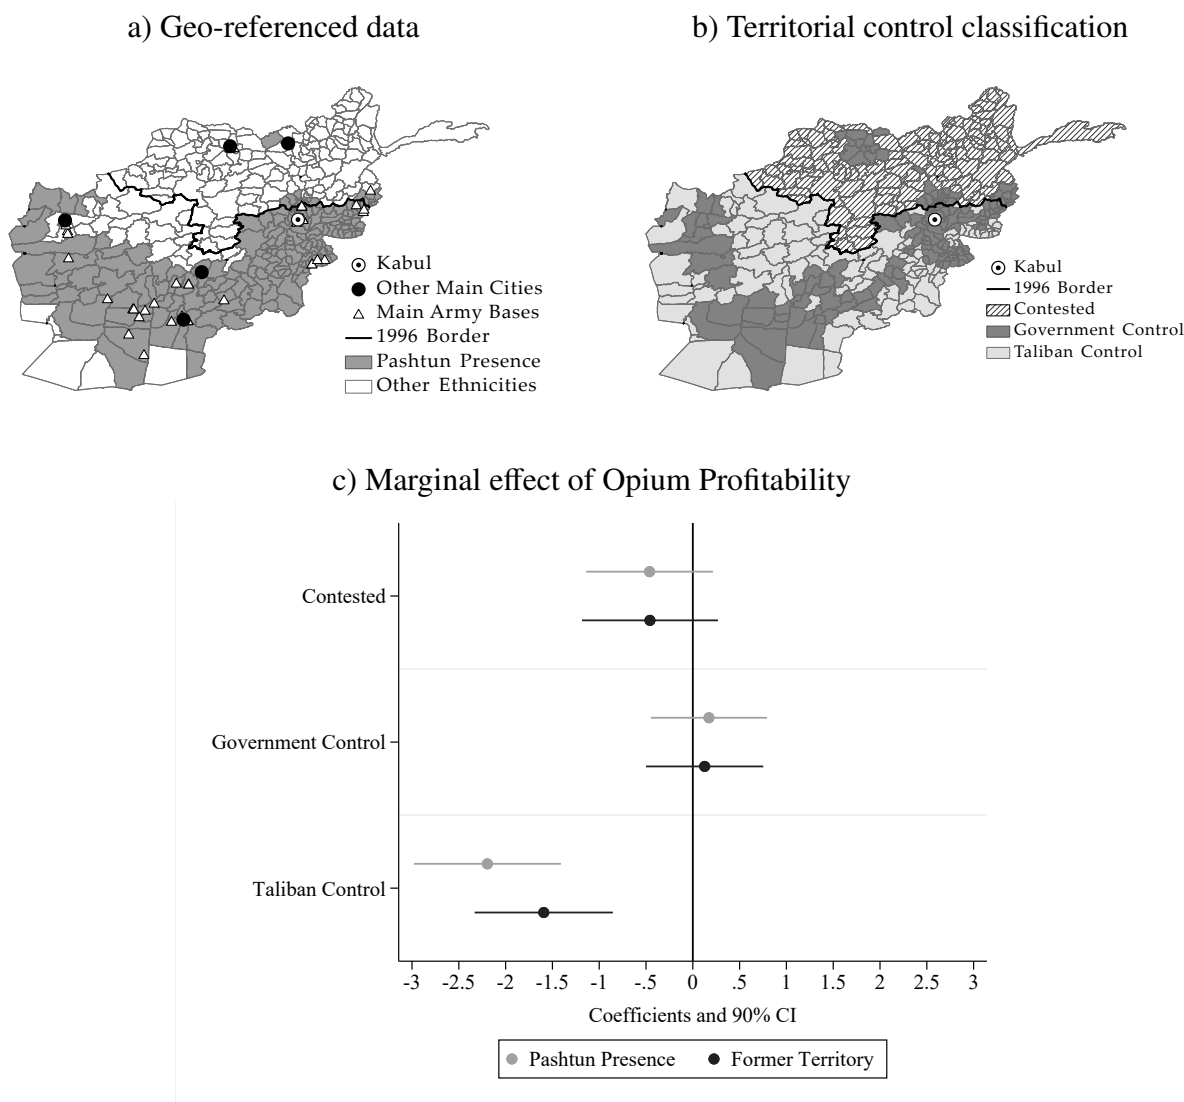 a) Geo-referenced data
b) Territorial control classification
Kabul
Other Main Cities
Main Army Bases
1996 Border
Pashtun Presence
Other Ethnicities
Kabul
1996 Border
Contested
Government Control
Taliban Control
c) Marginal effect of Opium Profitability
Contested
Government Control
Taliban Control
-3 -2.5 -2 -1.5 -1 -.5 0 .5 1 1.5 2 2.5 3
Coefficients and 90% CI
Pashtun Presence Former Territory